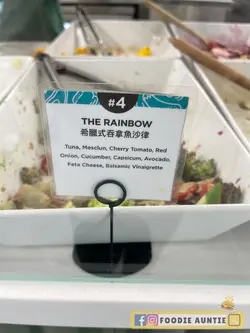 #4
THE RAINBOW
希臘式吞拿魚沙律
Tuna, Mesclun, Cherry Tomato, Red
Onion, Cucumber, Capsicum, Avocado,
Feta Cheese, Balsamic Vinaigrette
FOODIE AUNTIE